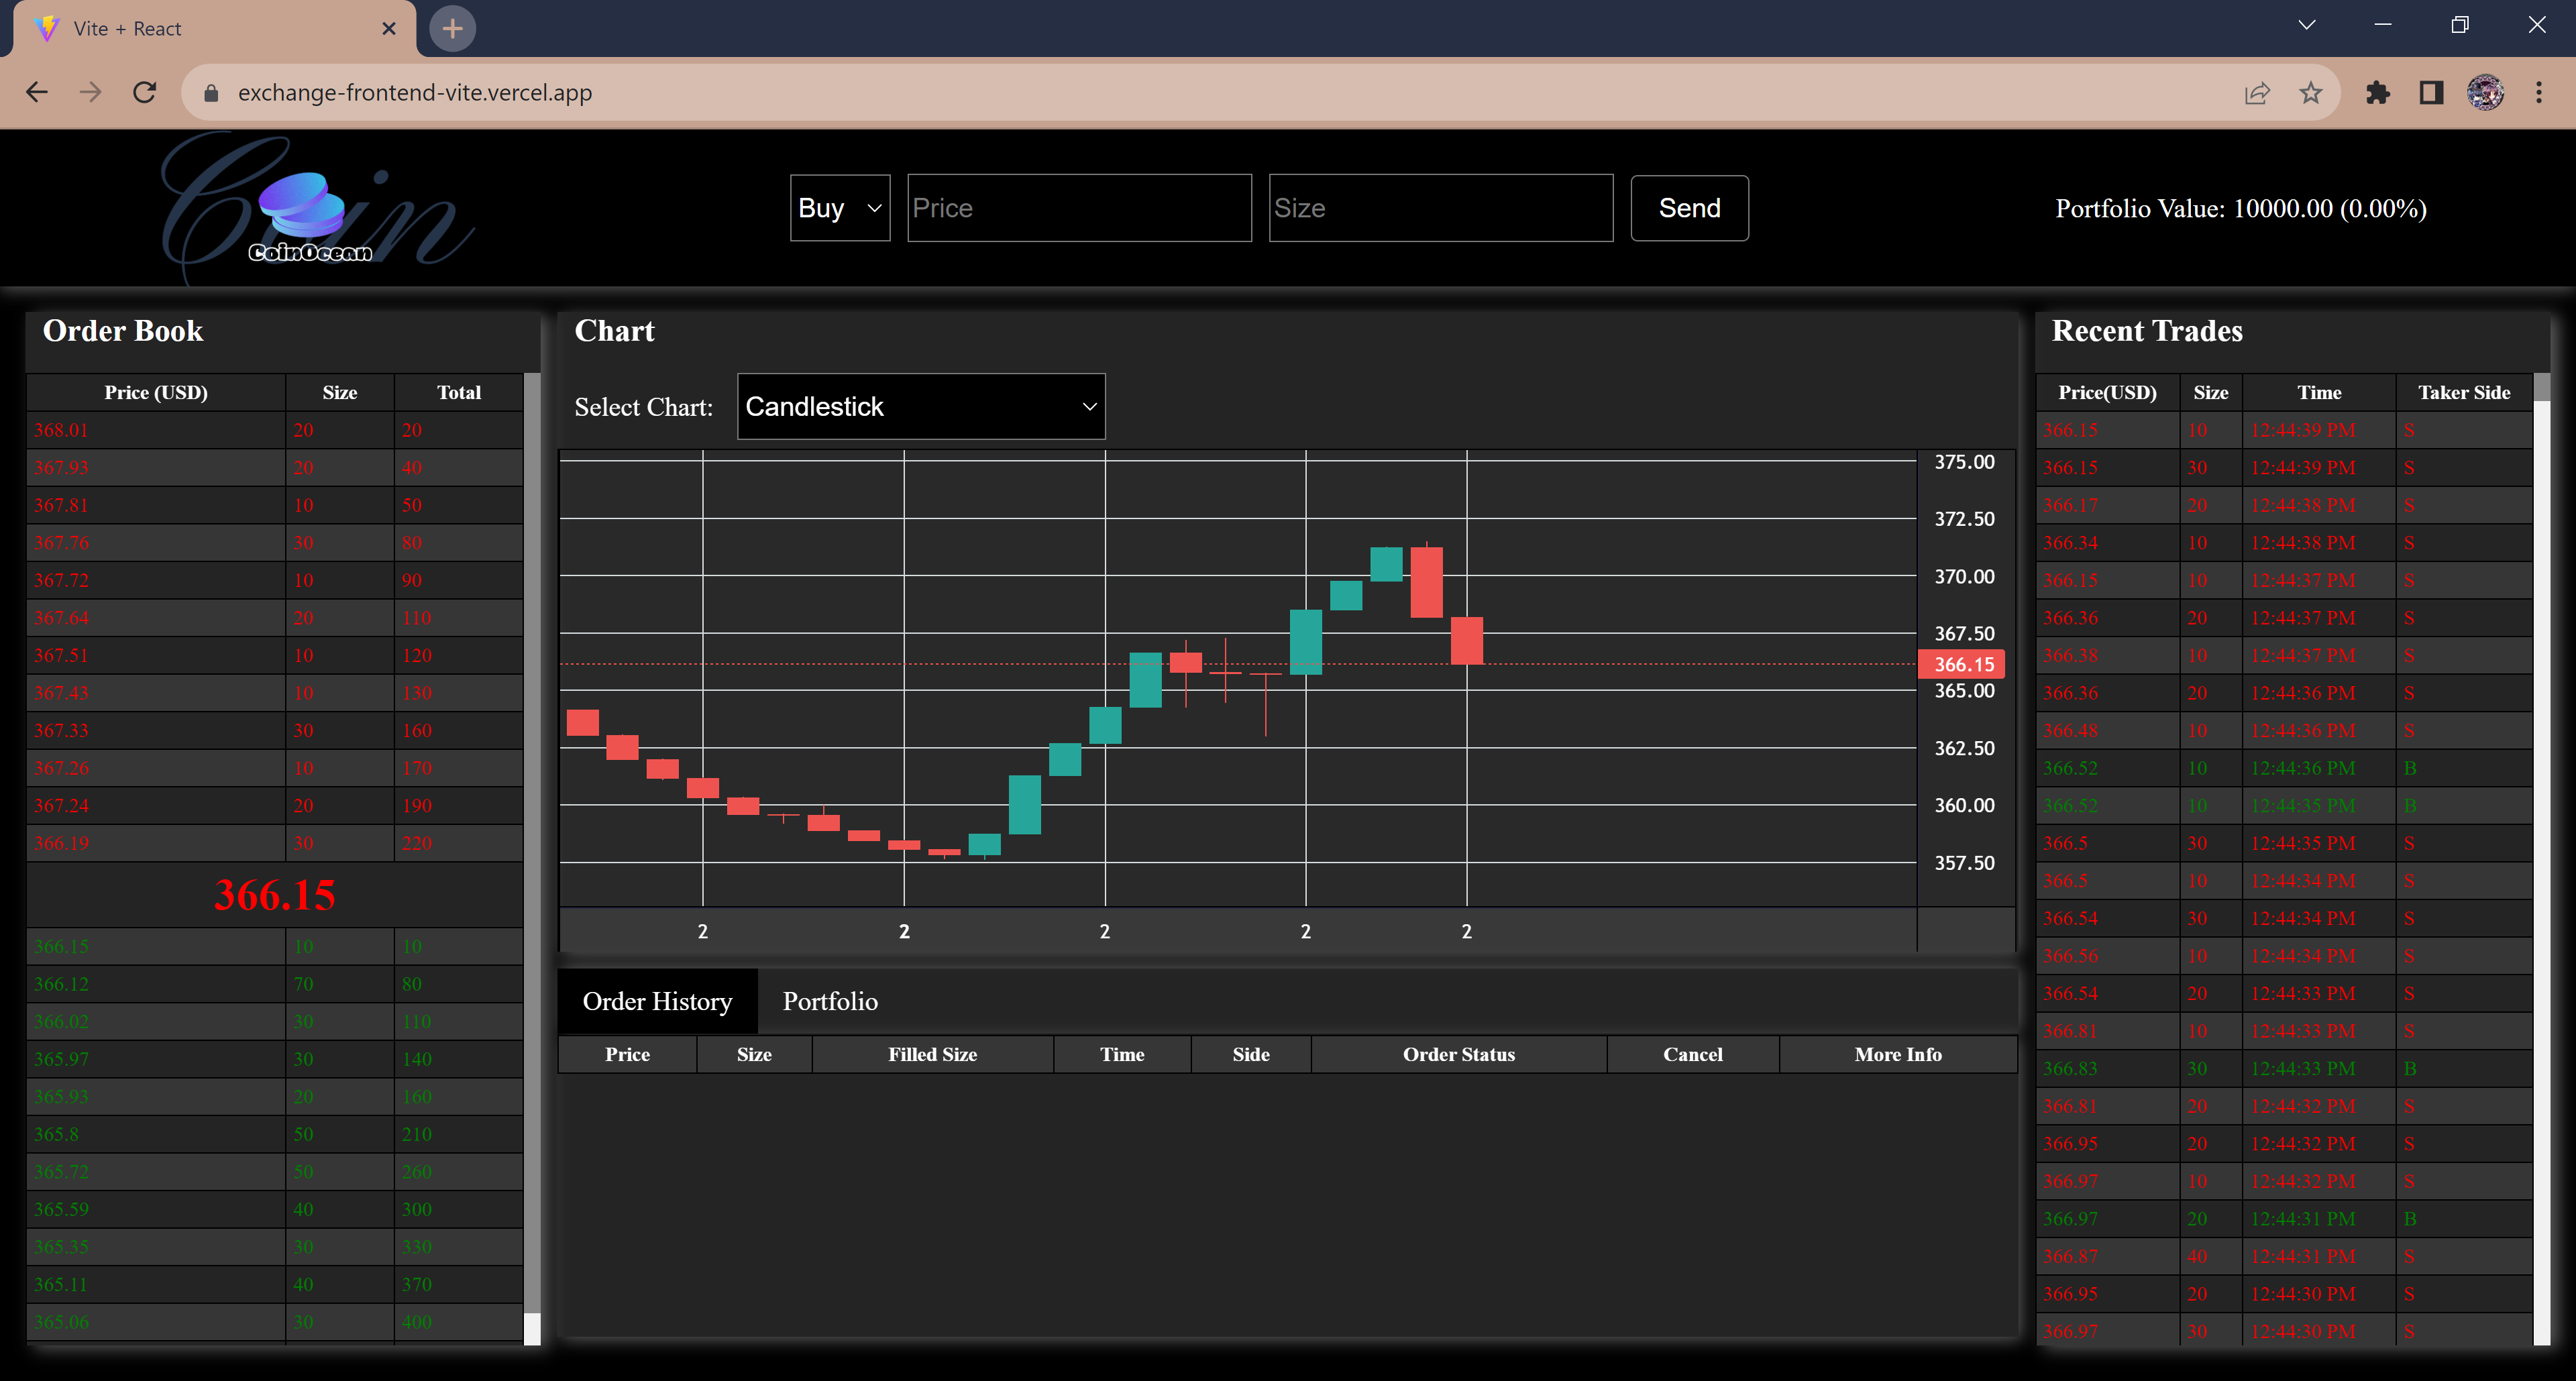 Vite + React
exchange-frontend-vite.vercel.app
Coin
CoinOcean
Buy Price Size Send
Portfolio Value: 10000.00 (0.00%)
Order Book
Price (USD) Size Total
368.01 20 20
367.93 20 40
367.81 10 50
367.76 30 80
367.72 10 90
367.64 20 110
367.51 10 120
367.43 10 130
367.33 30 160
367.26 10 170
367.24 20 190
366.19 30 220
366.15
366.15 10 10
366.12 70 80
366.02 30 110
365.97 30 140
365.93 20 160
365.8 50 210
365.72 50 260
365.59 40 300
365.35 30 330
365.11 40 370
365.06 30 400
Chart
Select Chart: Candlestick
375.00
372.50
370.00
367.50
366.15
365.00
362.50
360.00
357.50
2 2 2 2 2
Order History Portfolio
Price Size Filled Size Time Side Order Status Cancel More Info
Recent Trades
Price(USD) Size Time Taker Side
366.15 10 12:44:39 PM S
366.15 30 12:44:39 PM S
366.17 20 12:44:38 PM S
366.34 10 12:44:38 PM S
366.15 10 12:44:37 PM S
366.36 20 12:44:37 PM S
366.38 10 12:44:37 PM S
366.36 20 12:44:36 PM S
366.48 10 12:44:36 PM S
366.52 10 12:44:36 PM B
366.52 10 12:44:35 PM B
366.5 30 12:44:35 PM S
366.5 10 12:44:34 PM S
366.54 30 12:44:34 PM S
366.56 10 12:44:34 PM S
366.54 20 12:44:33 PM S
366.81 10 12:44:33 PM S
366.83 30 12:44:33 PM B
366.81 20 12:44:32 PM S
366.95 20 12:44:32 PM S
366.97 10 12:44:32 PM S
366.97 20 12:44:31 PM B
366.87 40 12:44:31 PM S
366.95 20 12:44:30 PM S
366.97 30 12:44:30 PM S